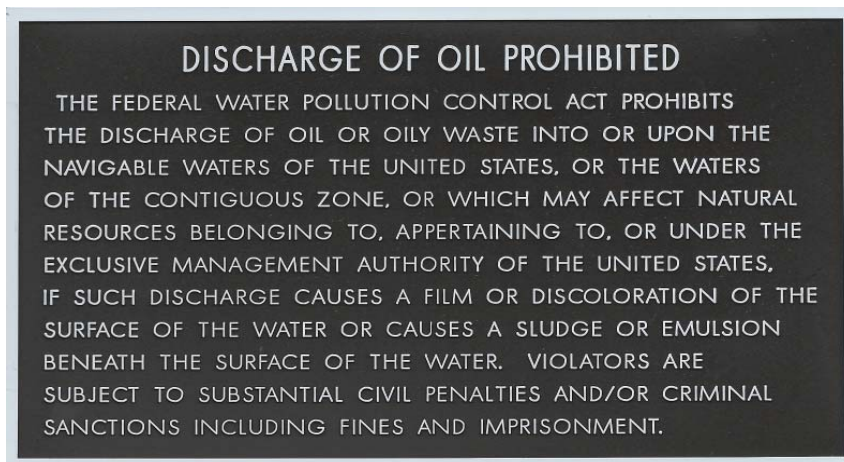 DISCHARGE OF OIL PROHIBITED
THE FEDERAL WATER POLLUTION CONTROL ACT PROHIBITS
THE DISCHARGE OF OIL OR OILY WASTE INTO OR UPON THE
NAVIGABLE WATERS OF THE UNITED STATES, OR THE WATERS
OF THE CONTIGUOUS ZONE, OR WHICH MAY AFFECT NATURAL
RESOURCES BELONGING TO, APPERTAINING TO, OR UNDER THE
EXCLUSIVE MANAGEMENT AUTHORITY OF THE UNITED STATES,
IF SUCH DISCHARGE CAUSES A FILM OR DISCOLORATION OF THE
SURFACE OF THE WATER OR CAUSES A SLUDGE OR EMULSION
BENEATH THE SURFACE OF THE WATER. VIOLATORS ARE
SUBJECT TO SUBSTANTIAL CIVIL PENALTIES AND/OR CRIMINAL
SANCTIONS INCLUDING FINES AND IMPRISONMENT.